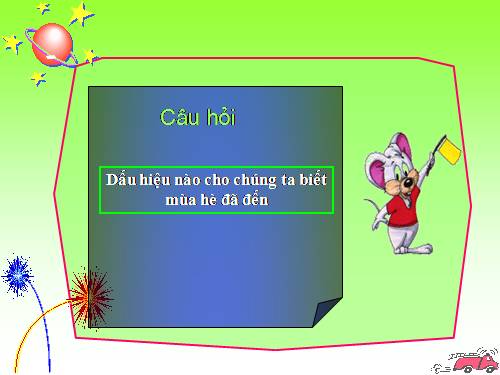 Câu hỏi
Dấu hiệu nào cho chúng ta biết
mùa hè đã đến